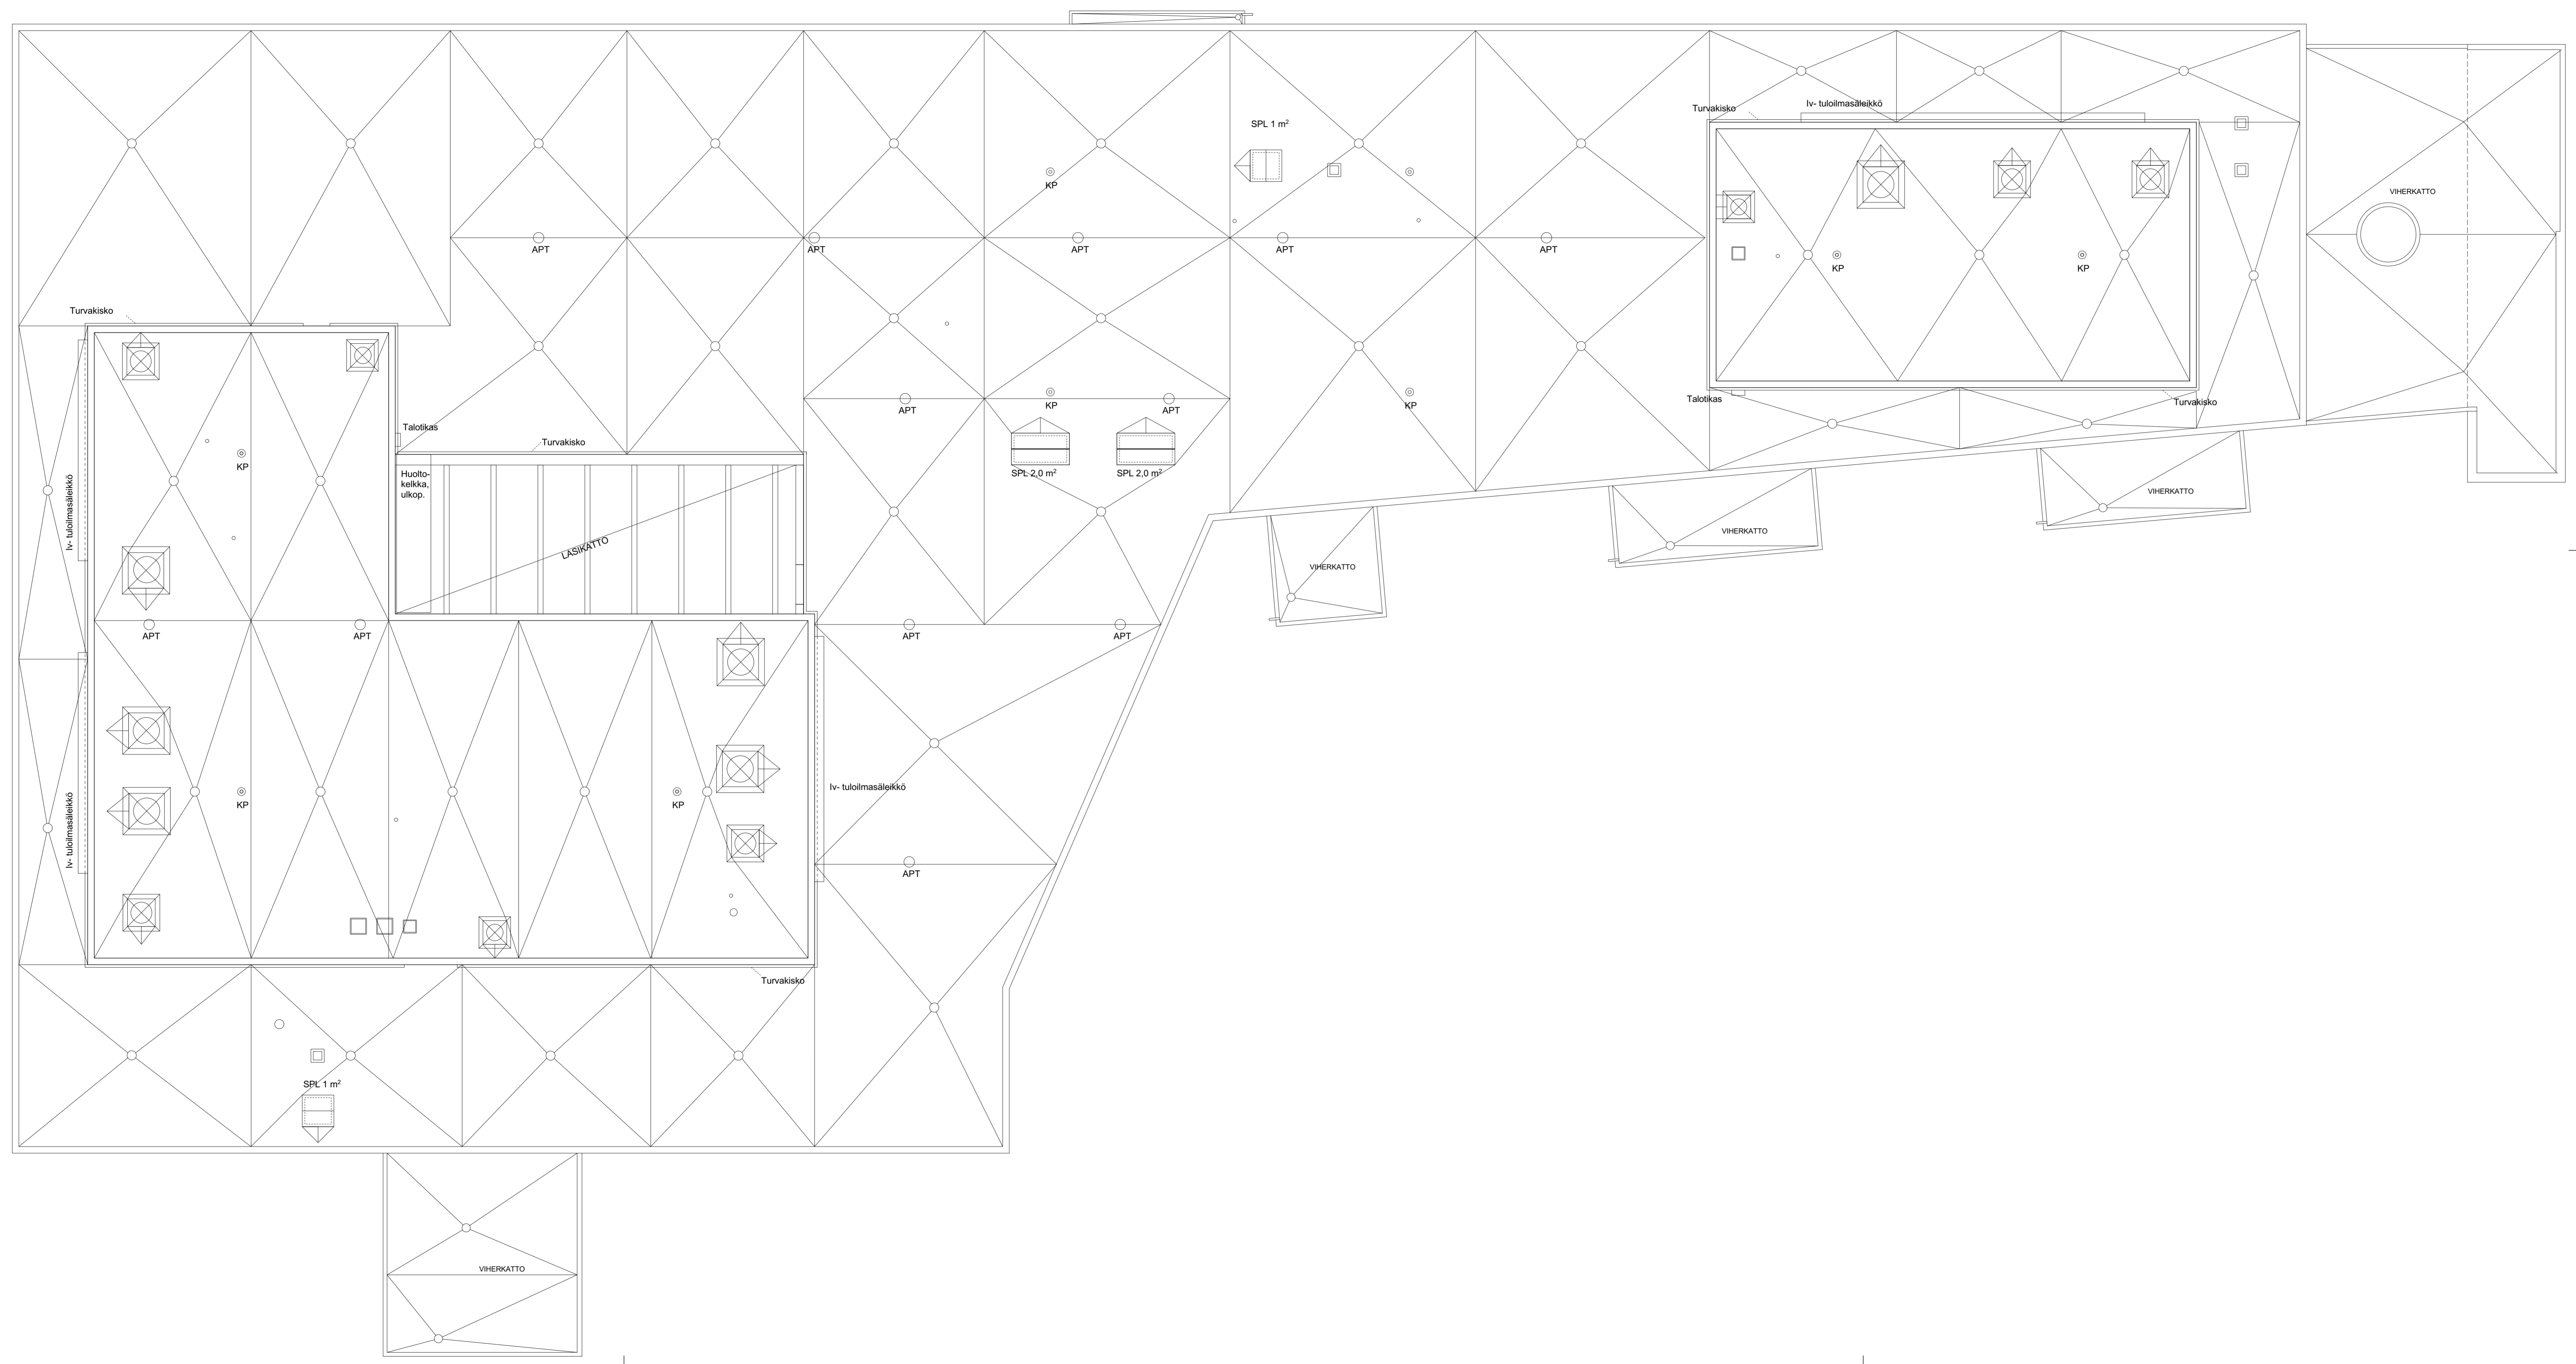 Turvakisko
Iv- tuloilmasäleikkö
SPL 1 m²
KP
VIHERKATTO
APT
APT
APT
APT
APT
KP
KP
Turvakisko
APT
KP
APT
KP
Talotikas
Turvakisko
Talotikas
Turvakisko
KP
Huolto-
kelkka,
ulkop.
SPL 2,0 m²
SPL 2,0 m²
VIHERKATTO
Iv- tuloilmasäleikkö
LASIKATTO
VIHERKATTO
VIHERKATTO
APT
APT
APT
APT
Iv- tuloilmasäleikkö
KP
KP
Iv- tuloilmasäleikkö
APT
Turvakisko
SPL 1 m²
VIHERKATTO